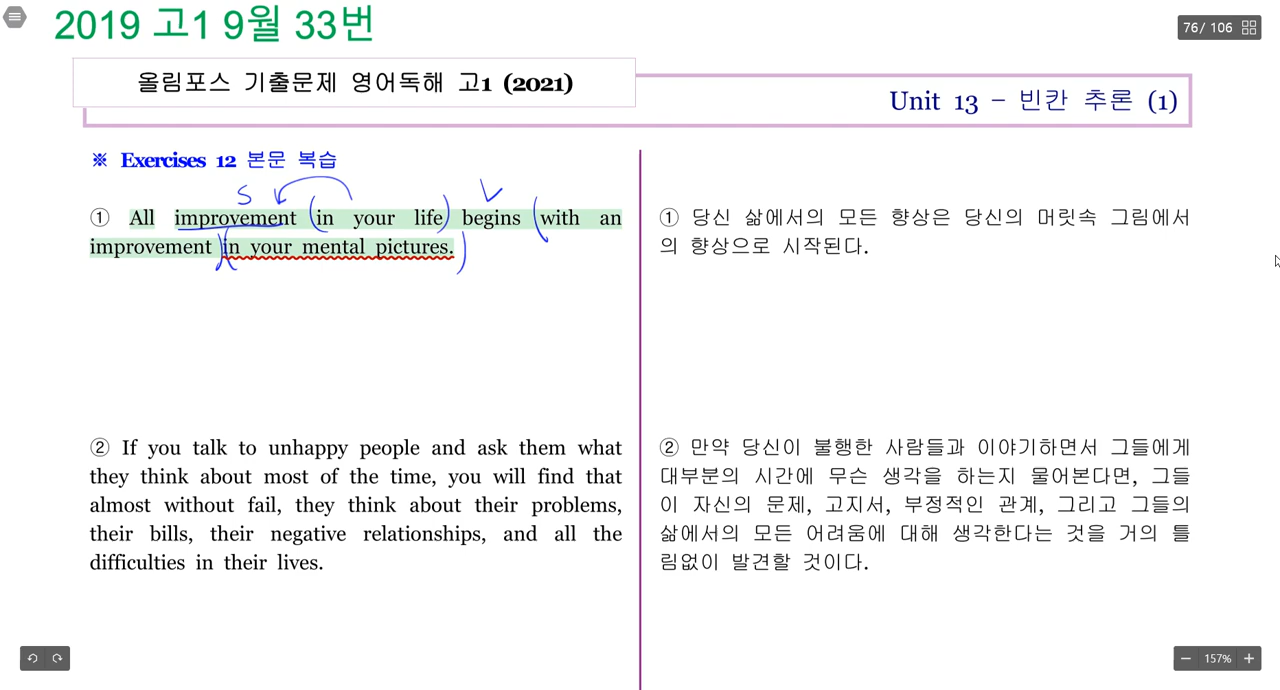 2019 고1 9월 33번
76/ 106
올림포스 기출문제 영어독해 고1 (2021)
Unit 13 – 빈칸 추론 (1)
※ Exercises 12 본문 복습
S V
① All improvement in your life begins with an
improvement in your mental pictures.
① 당신 삶에서의 모든 향상은 당신의 머릿속 그림에서
의 향상으로 시작된다.
② If you talk to unhappy people and ask them what
they think about most of the time, you will find that
almost without fail, they think about their problems,
their bills, their negative relationships, and all the
difficulties in their lives.
② 만약 당신이 불행한 사람들과 이야기하면서 그들에게
대부분의 시간에 무슨 생각을 하는지 물어본다면, 그들
이 자신의 문제, 고지서, 부정적인 관계, 그리고 그들의
삶에서의 모든 어려움에 대해 생각한다는 것을 거의 틀
림없이 발견할 것이다.
157%